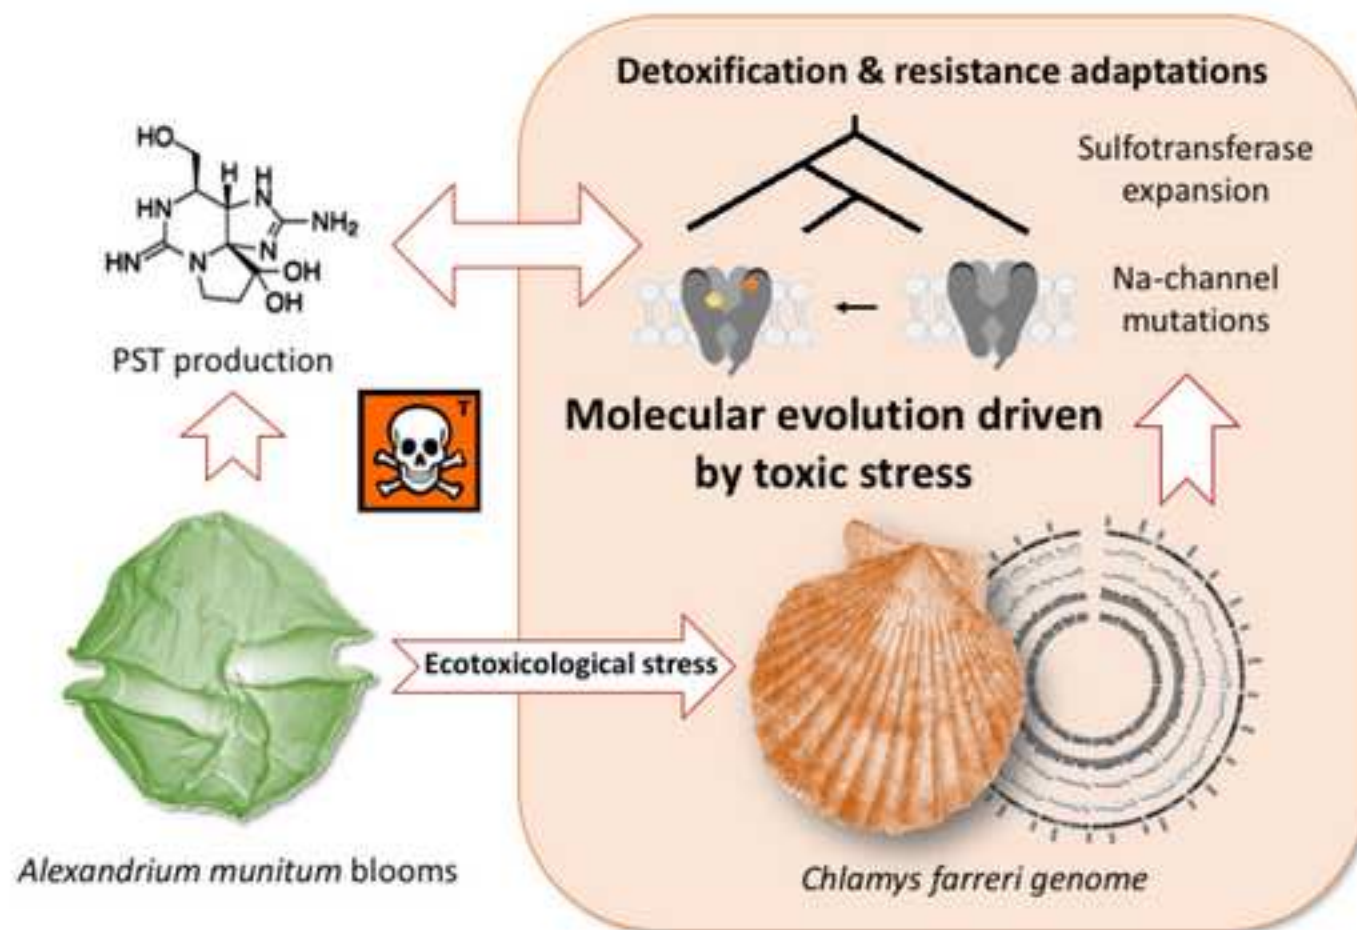 Detoxification & resistance adaptations
HO
H
H
N
HN
NH2
N
HN
N
OH
OH
PST production
Sulfotransferase
expansion
Na-channel
mutations
T
Molecular evolution driven
by toxic stress
Ecotoxicological stress
Alexandrium munitum blooms
Chlamys farreri genome